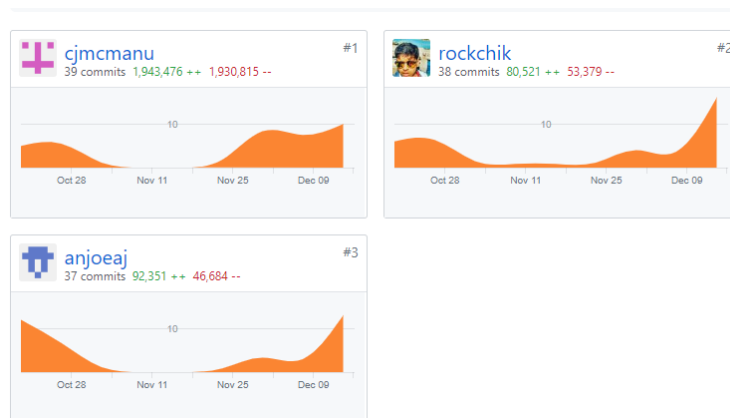 cjmcmanu #1
39 commits 1,943,476 ++ 1,930,815 --
10
Oct 28 Nov 11 Nov 25 Dec 09
rockchik #2
38 commits 80,521 ++ 53,379 --
10
Oct 28 Nov 11 Nov 25 Dec 09
anjoeaj #3
37 commits 92,351 ++ 46,684 --
10
Oct 28 Nov 11 Nov 25 Dec 09